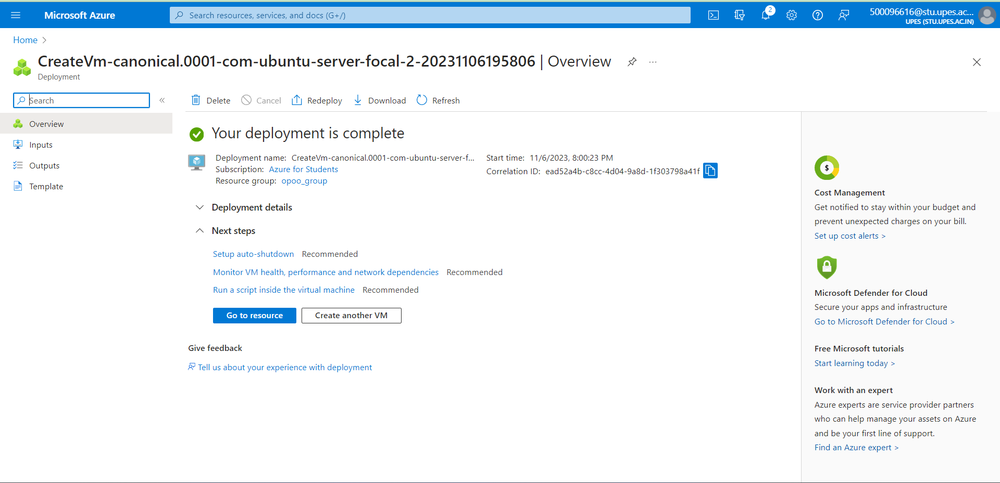 Microsoft Azure
Search resources, services, and docs (G+/)
2
500096616@stu.upes.ac...
UPES (STU.UPES.AC.IN)
Home >
CreateVm-canonical.0001-com-ubuntu-server-focal-2-20231106195806 | Overview
...
Deployment
Search
«
Delete
Cancel
Redeploy
Download
Refresh
Overview
Inputs
Outputs
Template
Your deployment is complete
Deployment name: CreateVm-canonical.0001-com-ubuntu-server-f...
Subscription: Azure for Students
Resource group: opoo_group
Start time: 11/6/2023, 8:00:23 PM
Correlation ID: ead52a4b-c8cc-4d04-9a8d-1f303798a41f
Deployment details
Next steps
Setup auto-shutdown Recommended
Monitor VM health, performance and network dependencies Recommended
Run a script inside the virtual machine Recommended
Go to resource
Create another VM
Give feedback
Tell us about your experience with deployment
$
Cost Management
Get notified to stay within your budget and
prevent unexpected charges on your bill.
Set up cost alerts >
Microsoft Defender for Cloud
Secure your apps and infrastructure
Go to Microsoft Defender for Cloud >
Free Microsoft tutorials
Start learning today >
Work with an expert
Azure experts are service provider partners
who can help manage your assets on Azure
and be your first line of support.
Find an Azure expert >